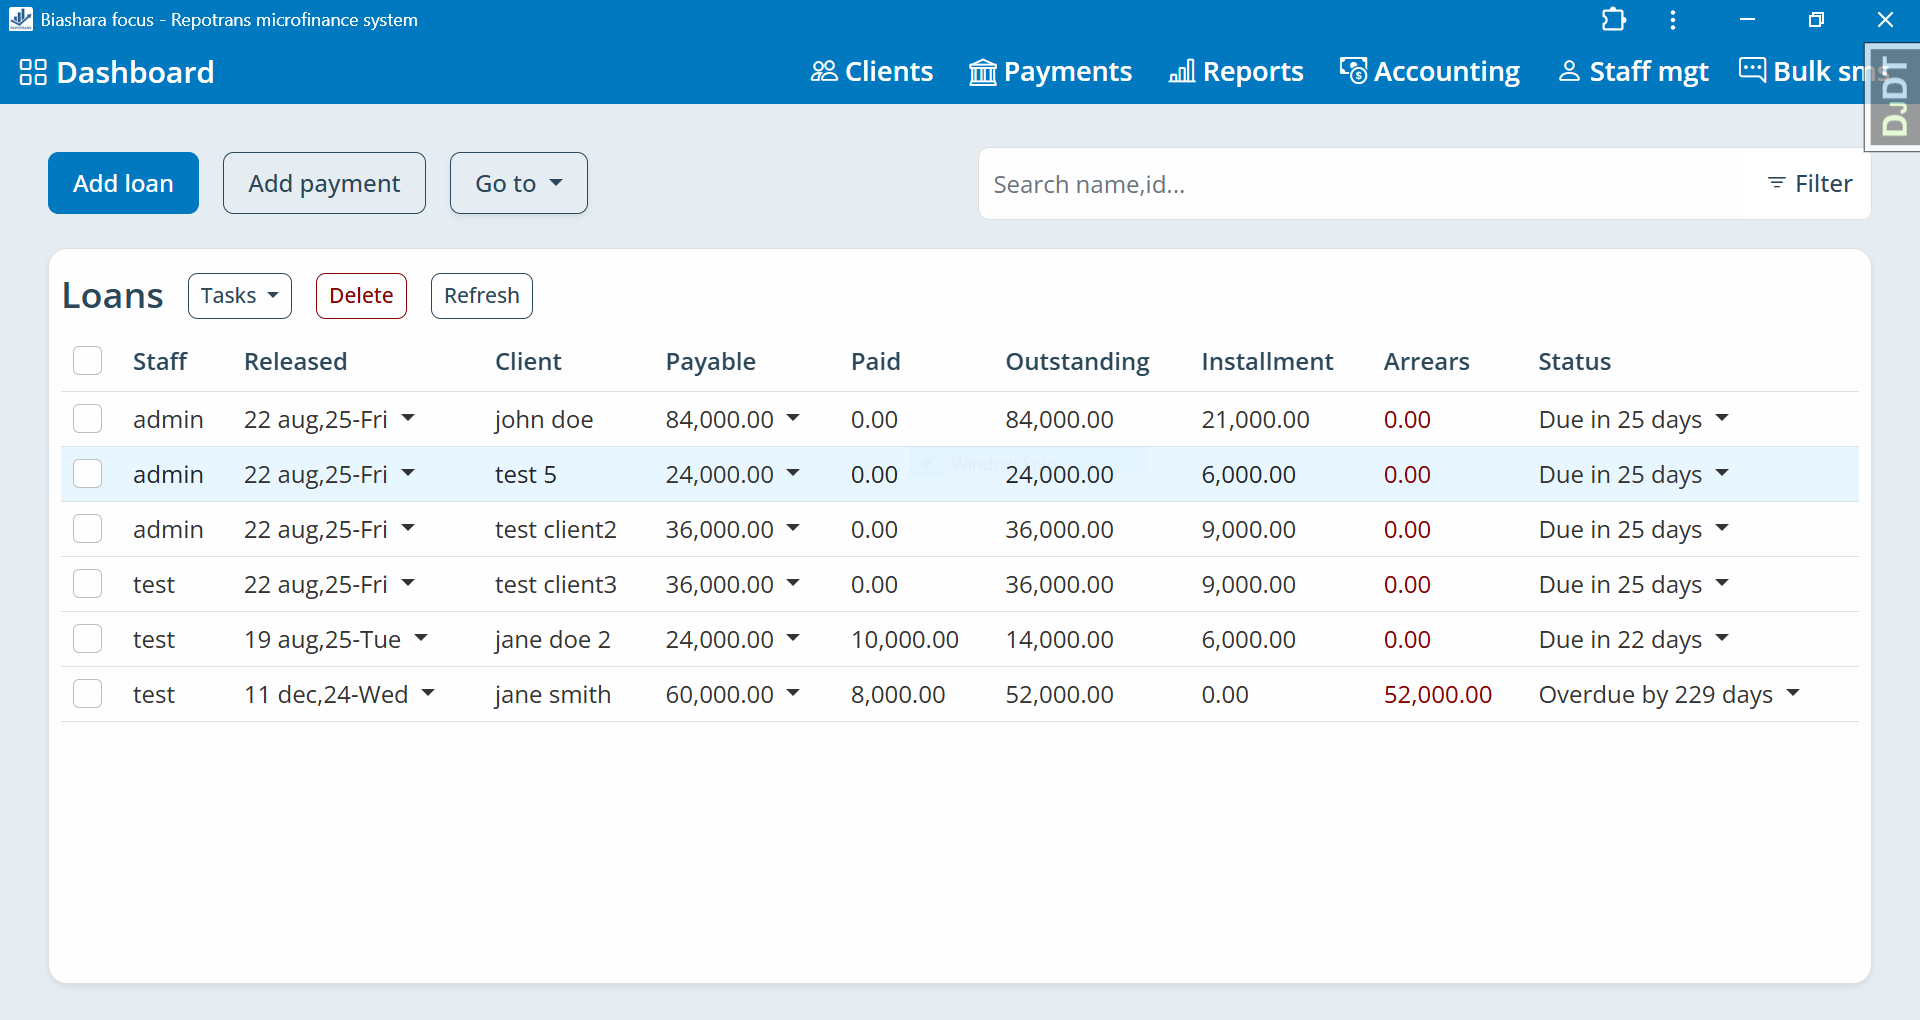 Biashara focus - Repotrans microfinance system
Dashboard
Clients Payments Reports Accounting Staff mgt Bulk sms
DJDT
Add loan Add payment Go to Search name,id... Filter
Loans Tasks Delete Refresh
Staff Released Client Payable Paid Outstanding Installment Arrears Status
admin 22 aug,25-Fri john doe 84,000.00 0.00 84,000.00 21,000.00 0.00 Due in 25 days
admin 22 aug,25-Fri test 5 24,000.00 0.00 24,000.00 6,000.00 0.00 Due in 25 days
admin 22 aug,25-Fri test client2 36,000.00 0.00 36,000.00 9,000.00 0.00 Due in 25 days
test 22 aug,25-Fri test client3 36,000.00 0.00 36,000.00 9,000.00 0.00 Due in 25 days
test 19 aug,25-Tue jane doe 2 24,000.00 10,000.00 14,000.00 6,000.00 0.00 Due in 22 days
test 11 dec,24-Wed jane smith 60,000.00 8,000.00 52,000.00 0.00 52,000.00 Overdue by 229 days